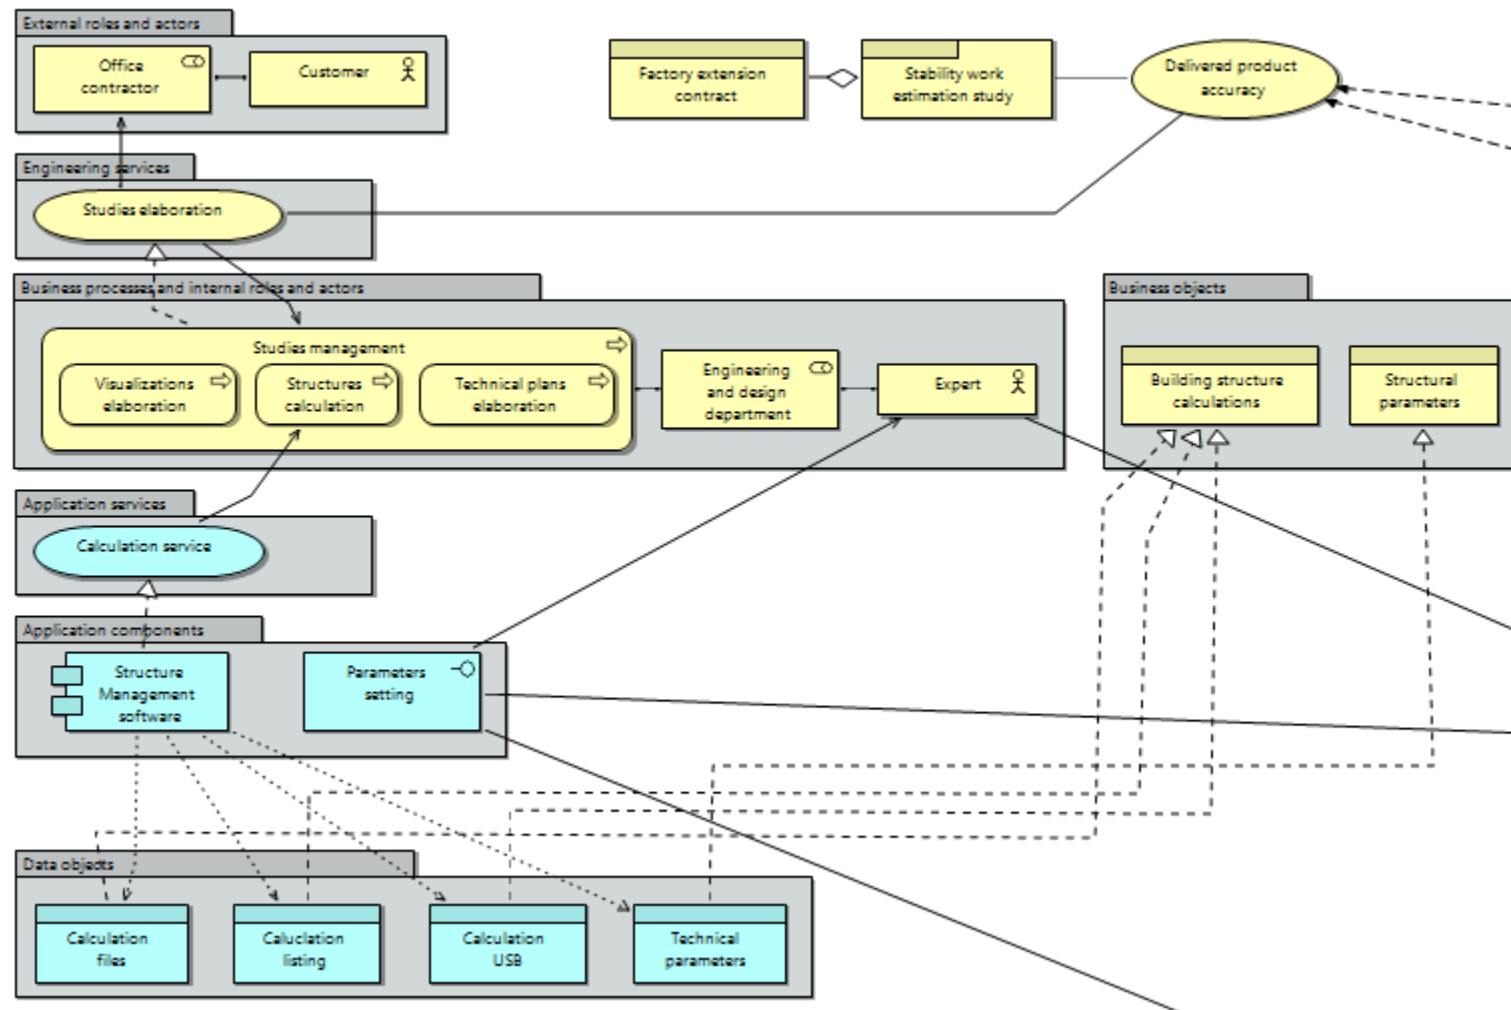 External roles and actors
Office
contractor
Customer
Factory extension
contract
Stability work
estimation study
Delivered product
accuracy
Engineering services
Studies elaboration
Business processes and internal roles and actors
Studies management
Visualizations
elaboration
Structures
calculation
Technical plans
elaboration
Engineering
and design
department
Expert
Business objects
Building structure
calculations
Structural
parameters
Application services
Calculation service
Application components
Structure
Management
software
Parameters
setting
Data objects
Calculation
files
Caluclation
listing
Calculation
USB
Technical
parameters